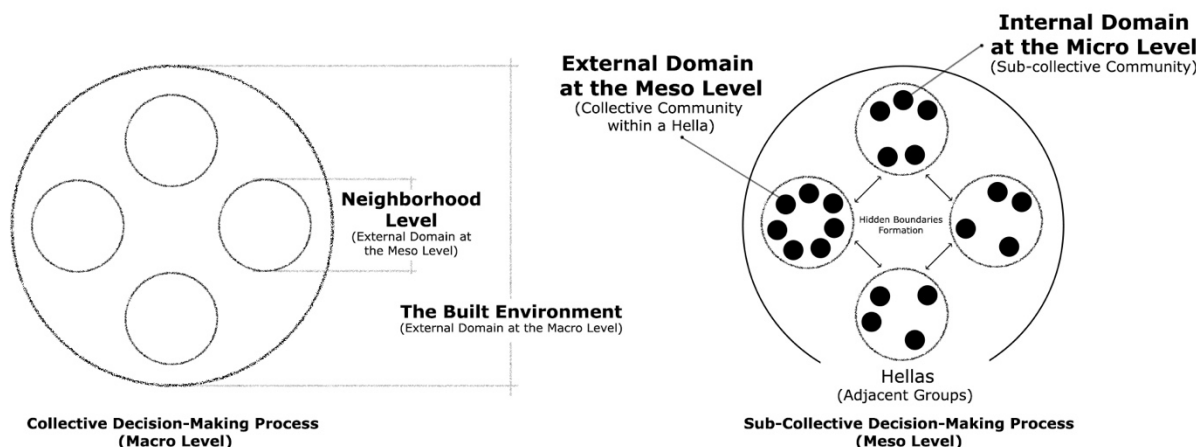 Neighborhood
Level
(External Domain at
the Meso Level)
The Built Environment
(External Domain at the Macro Level)
Collective Decision-Making Process
(Macro Level)
Internal Domain
at the Micro Level
(Sub-collective Community)
External Domain
at the Meso Level
(Collective Community
within a Hella)
Hidden Boundaries
Formation
Hellas
(Adjacent Groups)
Sub-Collective Decision-Making Process
(Meso Level)